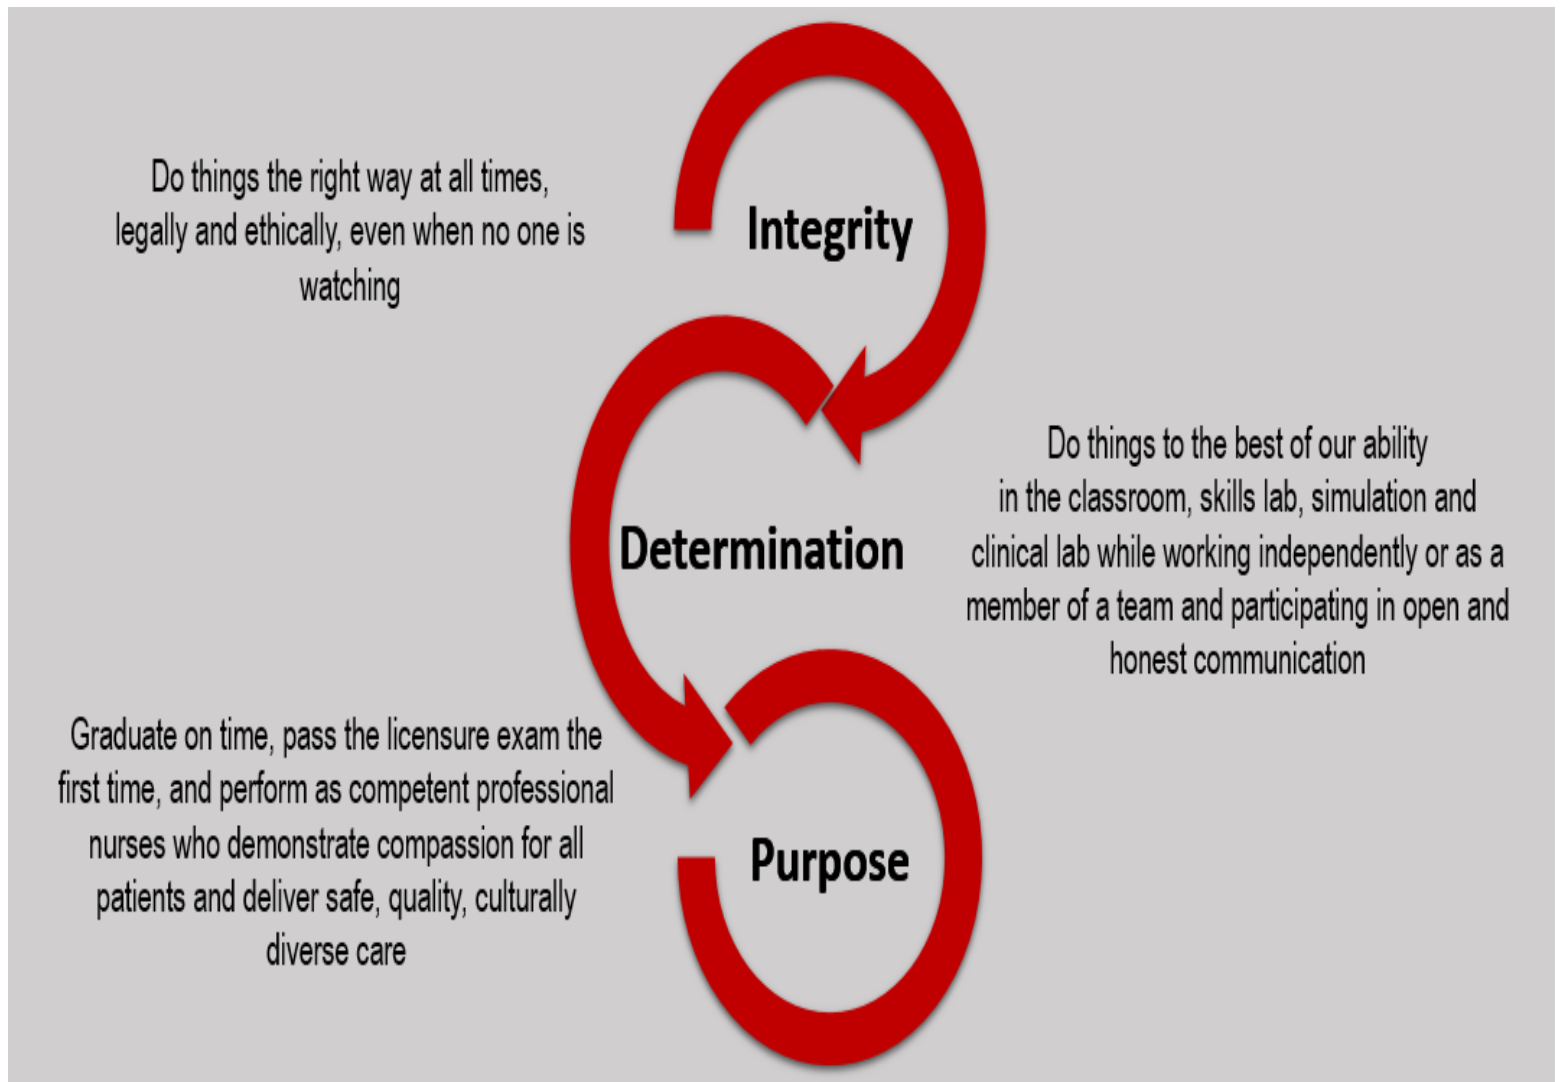 Do things the right way at all times,
legally and ethically, even when no one is
watching
Integrity
Determination
Do things to the best of our ability
in the classroom, skills lab, simulation and
clinical lab while working independently or as a
member of a team and participating in open and
honest communication
Graduate on time, pass the licensure exam the
first time, and perform as competent professional
nurses who demonstrate compassion for all
patients and deliver safe, quality, culturally
diverse care
Purpose